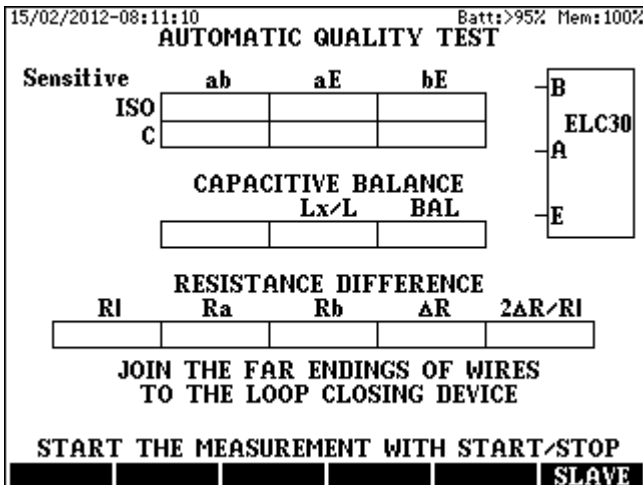 15/02/2012-08:11:10 Batt:>95% Mem:100%
AUTOMATIC QUALITY TEST
Sensitive ab aE bE
ISO
C
B
ELC30
A
E
CAPACITIVE BALANCE
Lx/L BAL
RESISTANCE DIFFERENCE
Rl Ra Rb ΔR 2ΔR/Rl
JOIN THE FAR ENDINGS OF WIRES
TO THE LOOP CLOSING DEVICE
START THE MEASUREMENT WITH START/STOP
SLAVE